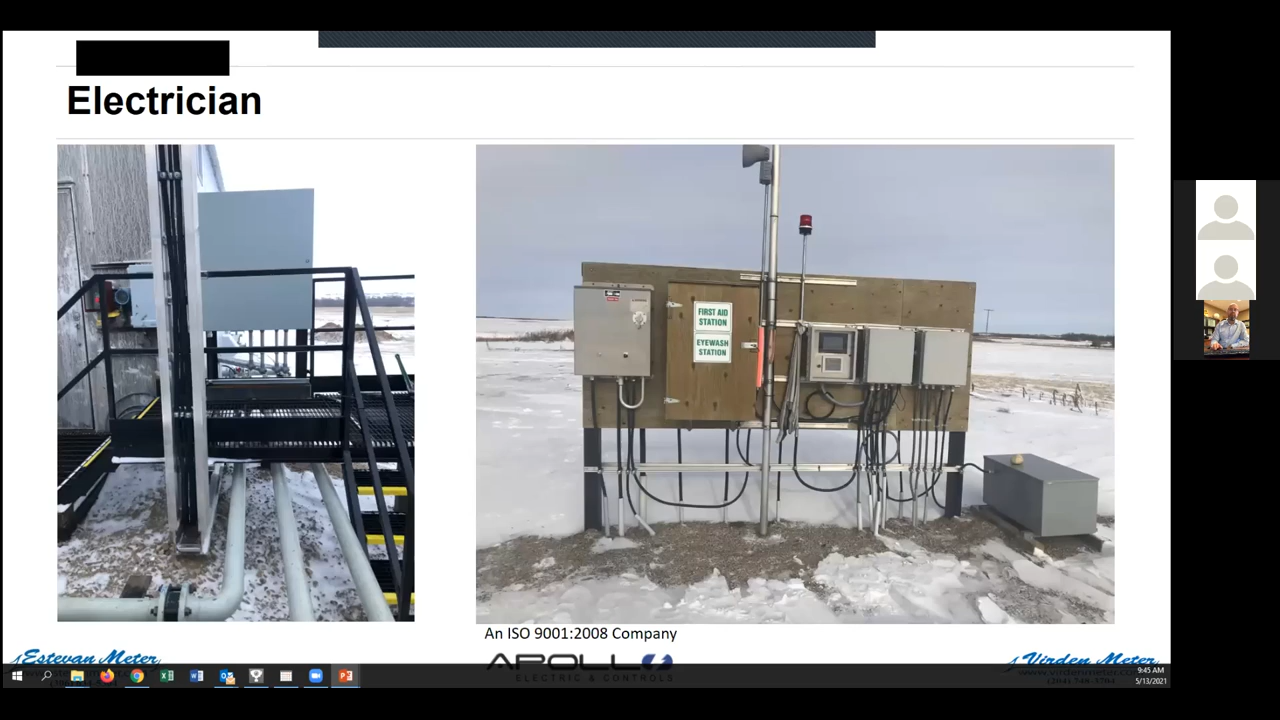 Electrician
FIRST AID
STATION
EYEWASH
STATION
An ISO 9001:2008 Company
Estevan Meter
APOLLO
ELECTRIC & CONTROLS
Virden Meter
9:45 AM
5/13/2021